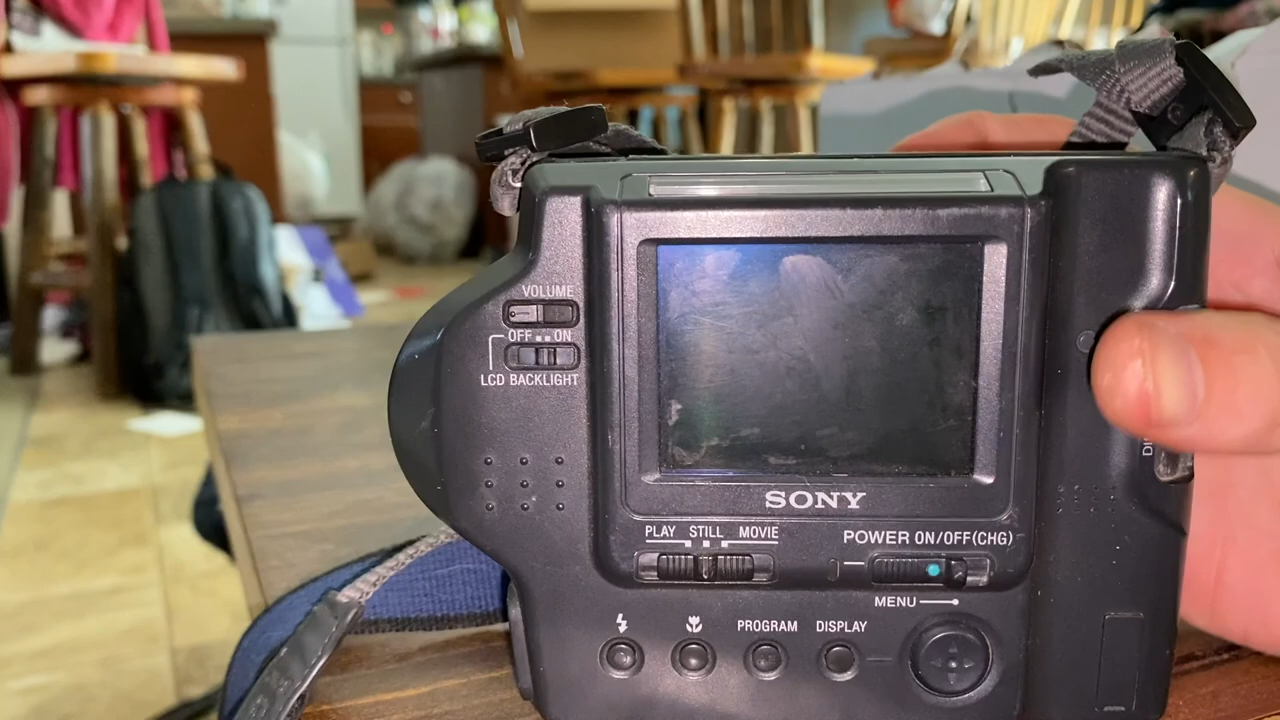 VOLUME
OFF ON
LCD BACKLIGHT
SONY
PLAY STILL MOVIE
POWER ON/OFF(CHG)
MENU
PROGRAM DISPLAY